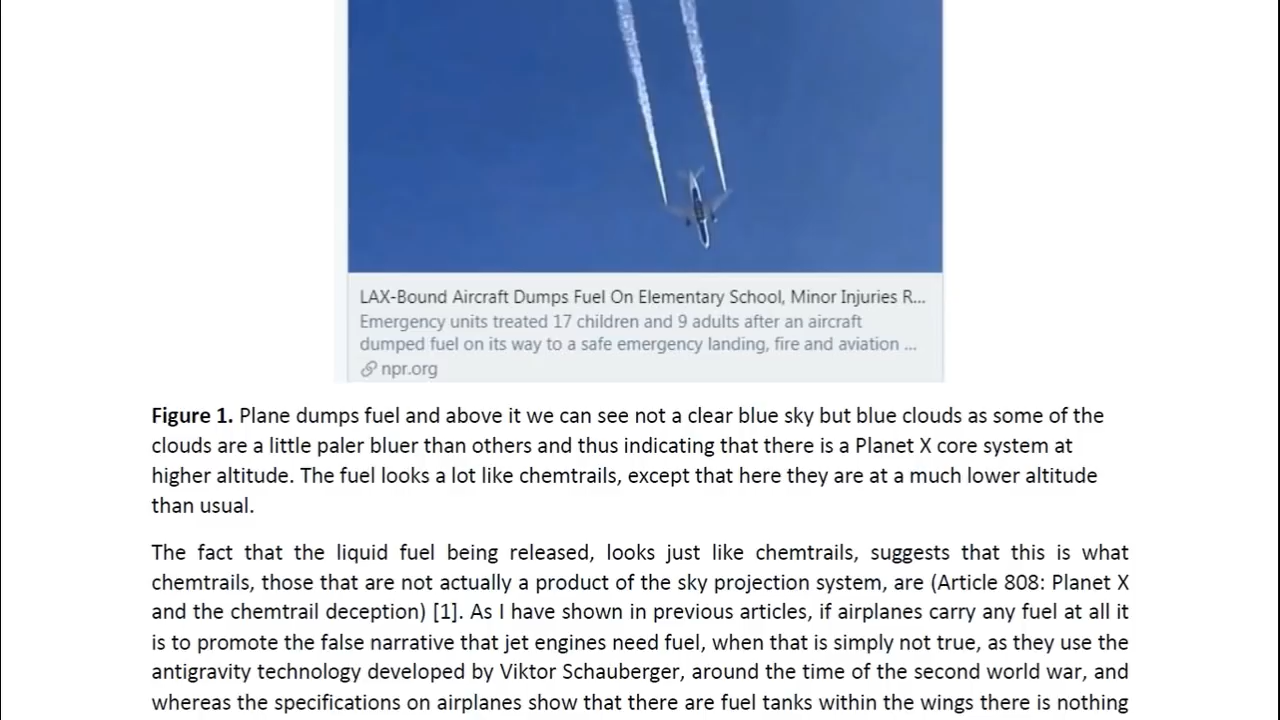 LAX-Bound Aircraft Dumps Fuel On Elementary School, Minor Injuries R...
Emergency units treated 17 children and 9 adults after an aircraft
dumped fuel on its way to a safe emergency landing, fire and aviation ...
npr.org
Figure 1. Plane dumps fuel and above it we can see not a clear blue sky but blue clouds as some of the
clouds are a little paler bluer than others and thus indicating that there is a Planet X core system at
higher altitude. The fuel looks a lot like chemtrails, except that here they are at a much lower altitude
than usual.
The fact that the liquid fuel being released, looks just like chemtrails, suggests that this is what
chemtrails, those that are not actually a product of the sky projection system, are (Article 808: Planet X
and the chemtrail deception) [1]. As I have shown in previous articles, if airplanes carry any fuel at all it
is to promote the false narrative that jet engines need fuel, when that is simply not true, as they use the
antigravity technology developed by Viktor Schauberger, around the time of the second world war, and
whereas the specifications on airplanes show that there are fuel tanks within the wings there is nothing